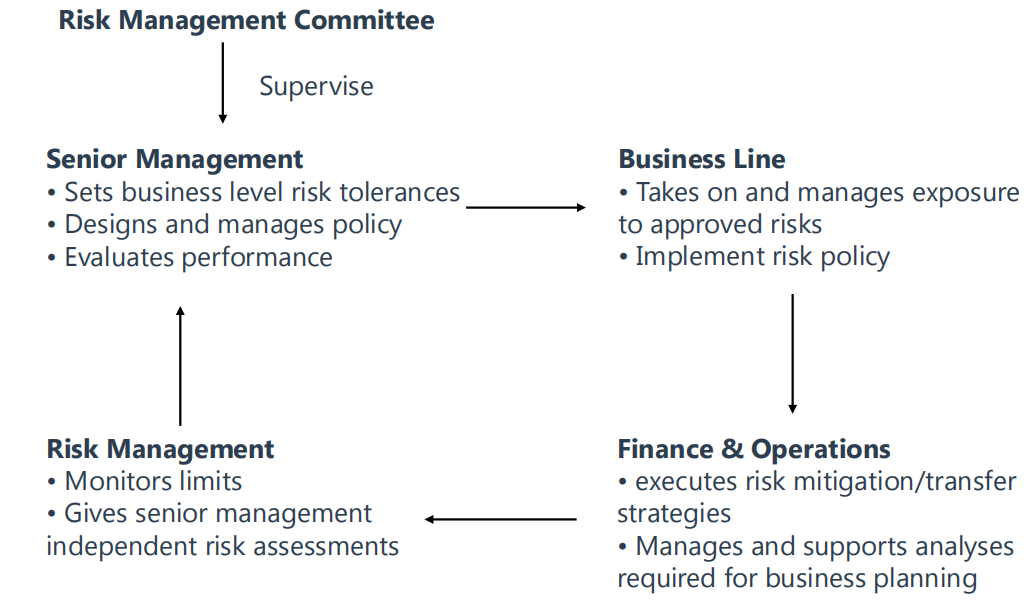 Risk Management Committee
Supervise
Senior Management
• Sets business level risk tolerances
• Designs and manages policy
• Evaluates performance
Business Line
• Takes on and manages exposure
to approved risks
• Implement risk policy
Risk Management
• Monitors limits
• Gives senior management
independent risk assessments
Finance & Operations
• executes risk mitigation/transfer
strategies
• Manages and supports analyses
required for business planning